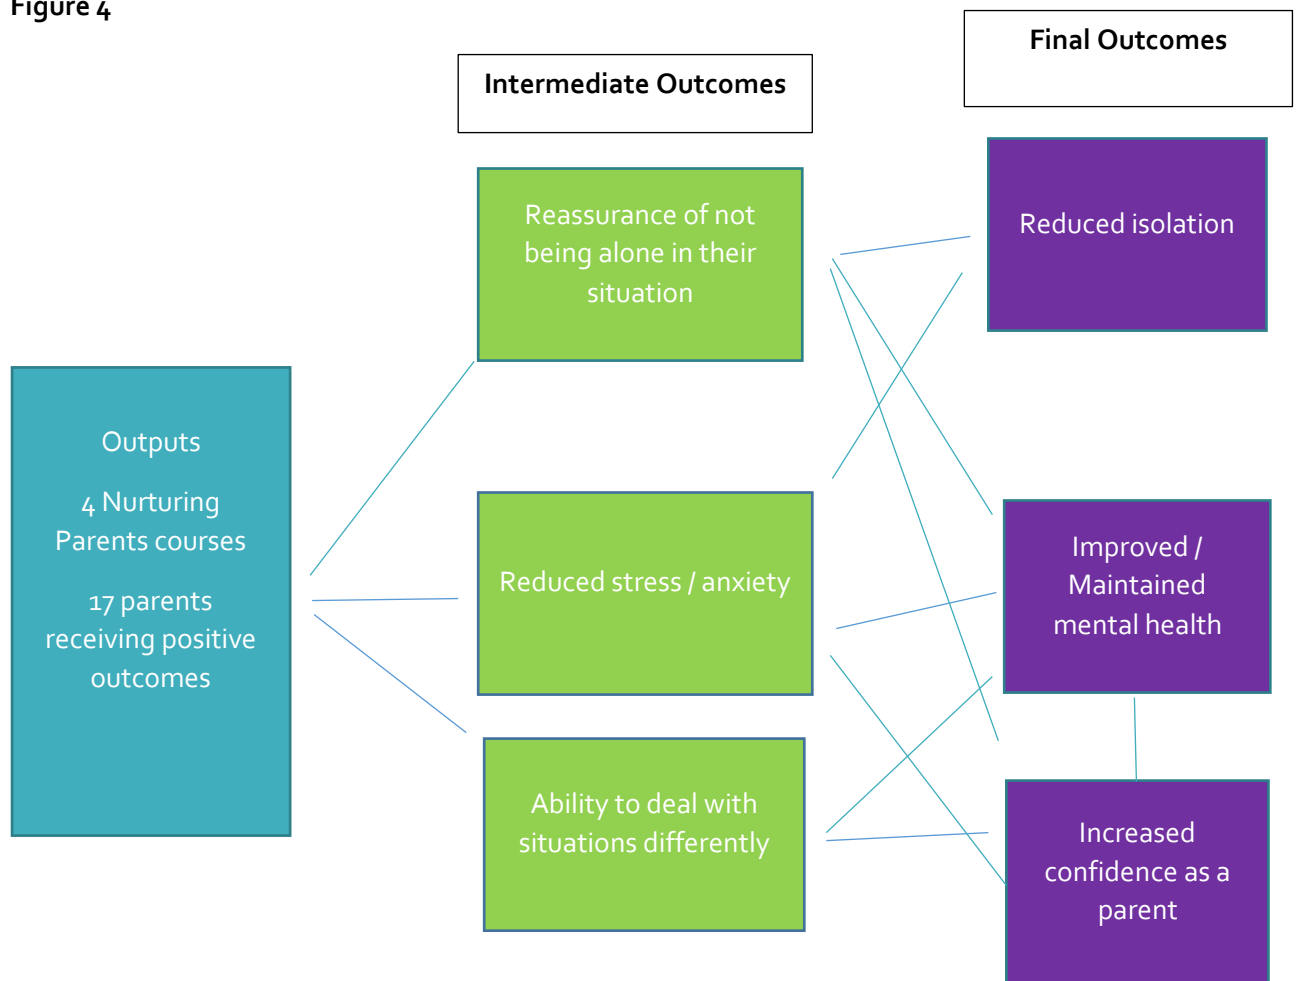 Figure 4
Final Outcomes
Intermediate Outcomes
Reassurance of not
being alone in their
situation
Reduced isolation
Outputs
4 Nurturing
Parents courses
17 parents
receiving positive
outcomes
Reduced stress / anxiety
Improved /
Maintained
mental health
Ability to deal with
situations differently
Increased
confidence as a
parent